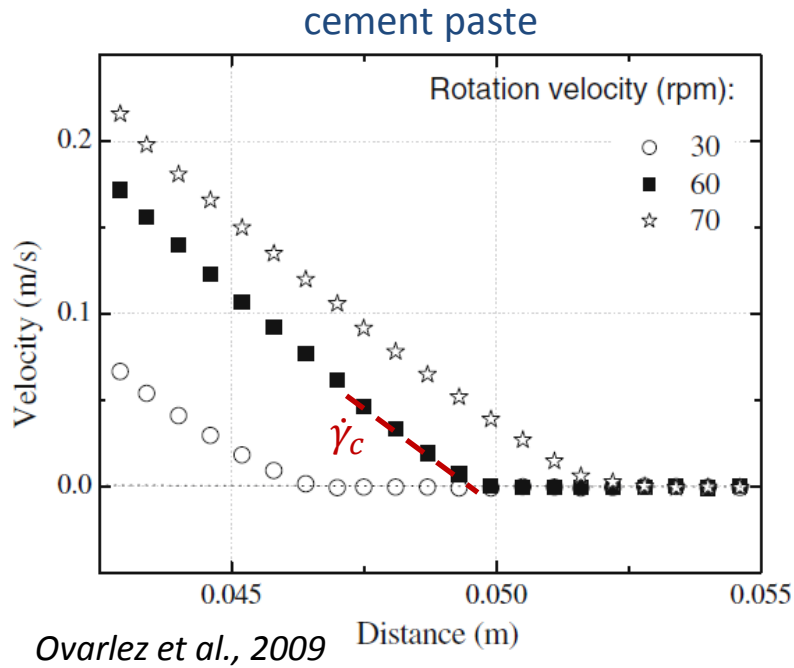 cement paste
Rotation velocity (rpm):
30
60
70
0.2
0.1
0.0
Velocity (m/s)
γ̇c
0.045
0.050
0.055
Distance (m)
Ovarlez et al., 2009